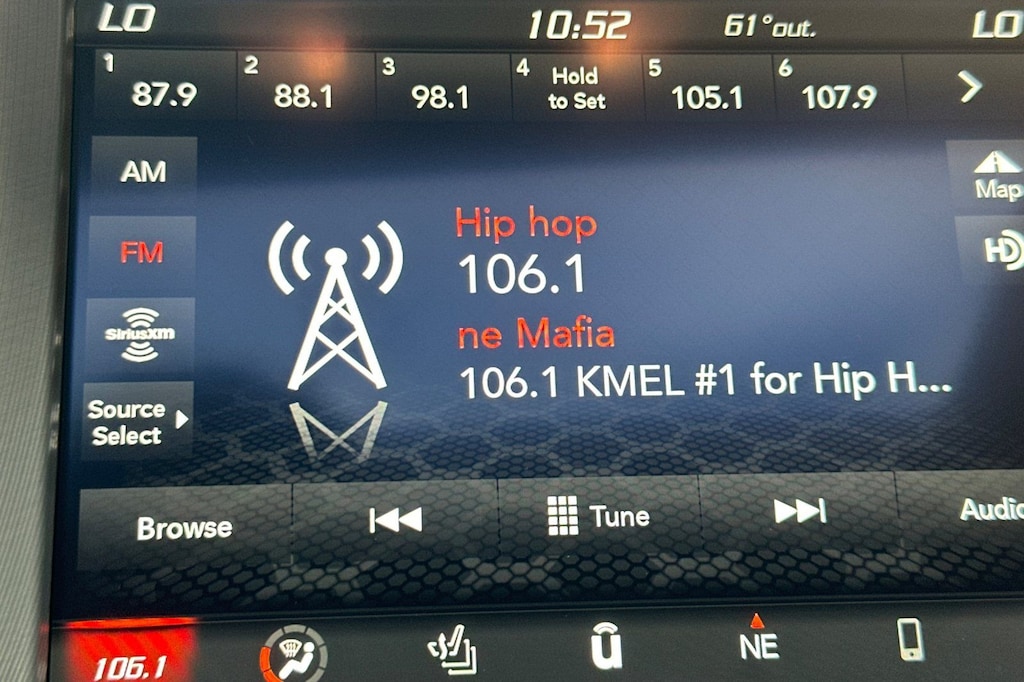 LO 10:52 61°out. LO
1 87.9
2 88.1
3 98.1
4 Hold to Set
5 105.1
6 107.9
AM
FM
SiriusXM
Source
Select
Hip hop
106.1
ne Mafia
106.1 KMEL #1 for Hip H...
Map
HD
Browse
Tune
Audio
106.1
u
NE